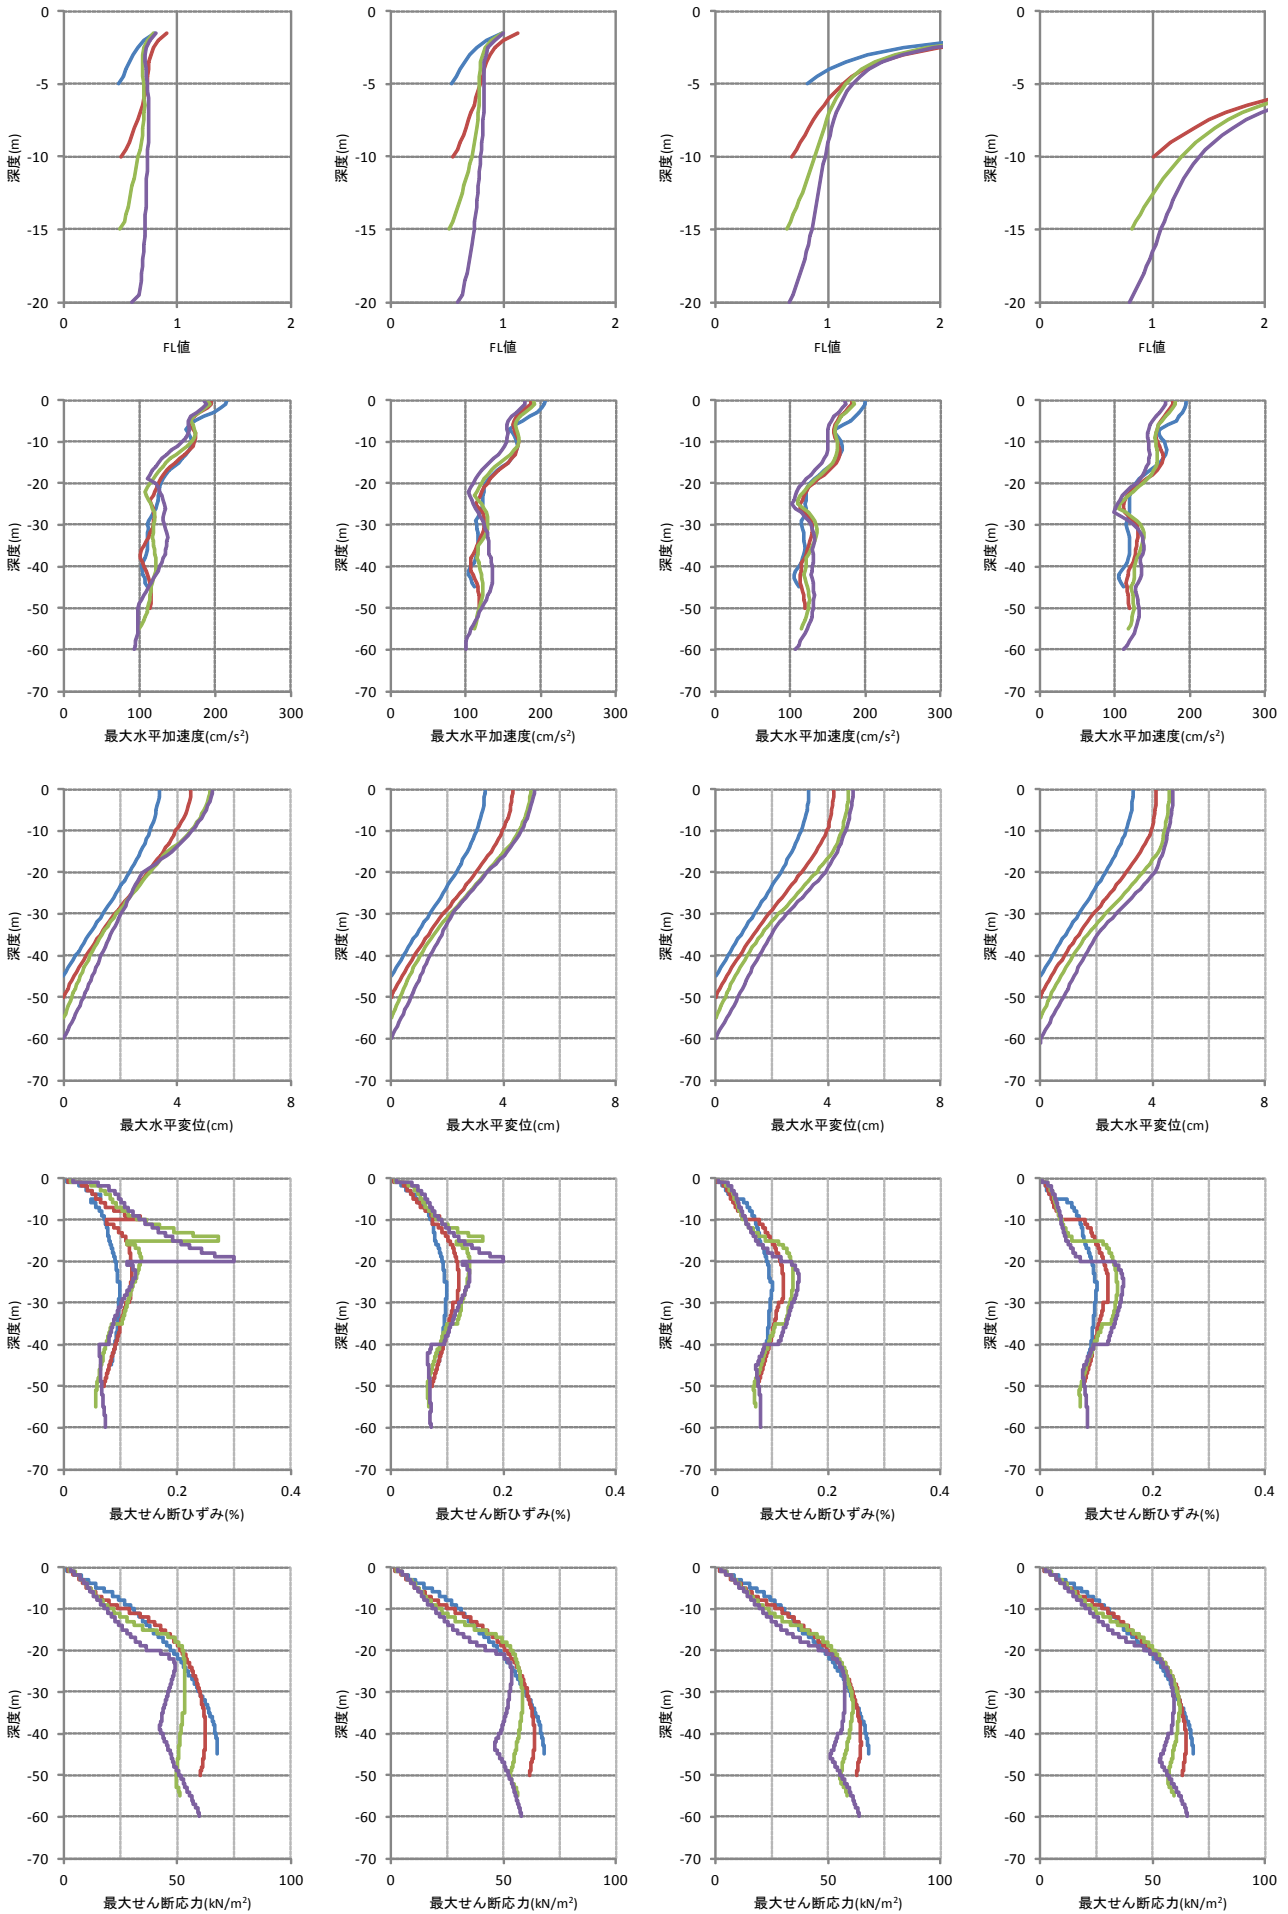 0 0 0 0
-5 -5 -5 -5
深度(m) 深度(m) 深度(m) 深度(m)
-10 -10 -10 -10
-15 -15 -15 -15
-20 -20 -20 -20
0 1 2 0 1 2 0 1 2 0 1 2
FL値 FL値 FL値 FL値
0 0 0 0
-10 -10 -10 -10
-20 -20 -20 -20
-30 -30 -30 -30
深度(m) 深度(m) 深度(m) 深度(m)
-40 -40 -40 -40
-50 -50 -50 -50
-60 -60 -60 -60
-70 -70 -70 -70
0 100 200 300 0 100 200 300 0 100 200 300 0 100 200 300
最大水平加速度(cm/s²) 最大水平加速度(cm/s²) 最大水平加速度(cm/s²) 最大水平加速度(cm/s²)
0 0 0 0
-10 -10 -10 -10
-20 -20 -20 -20
-30 -30 -30 -30
深度(m) 深度(m) 深度(m) 深度(m)
-40 -40 -40 -40
-50 -50 -50 -50
-60 -60 -60 -60
-70 -70 -70 -70
0 4 8 0 4 8 0 4 8 0 4 8
最大水平変位(cm) 最大水平変位(cm) 最大水平変位(cm) 最大水平変位(cm)
0 0 0 0
-10 -10 -10 -10
-20 -20 -20 -20
-30 -30 -30 -30
深度(m) 深度(m) 深度(m) 深度(m)
-40 -40 -40 -40
-50 -50 -50 -50
-60 -60 -60 -60
-70 -70 -70 -70
0 0.2 0.4 0 0.2 0.4 0 0.2 0.4 0 0.2 0.4
最大せん断ひずみ(%) 最大せん断ひずみ(%) 最大せん断ひずみ(%) 最大せん断ひずみ(%)
0 0 0 0
-10 -10 -10 -10
-20 -20 -20 -20
-30 -30 -30 -30
深度(m) 深度(m) 深度(m) 深度(m)
-40 -40 -40 -40
-50 -50 -50 -50
-60 -60 -60 -60
-70 -70 -70 -70
0 50 100 0 50 100 0 50 100 0 50 100
最大せん断応力(kN/m²) 最大せん断応力(kN/m²) 最大せん断応力(kN/m²) 最大せん断応力(kN/m²)